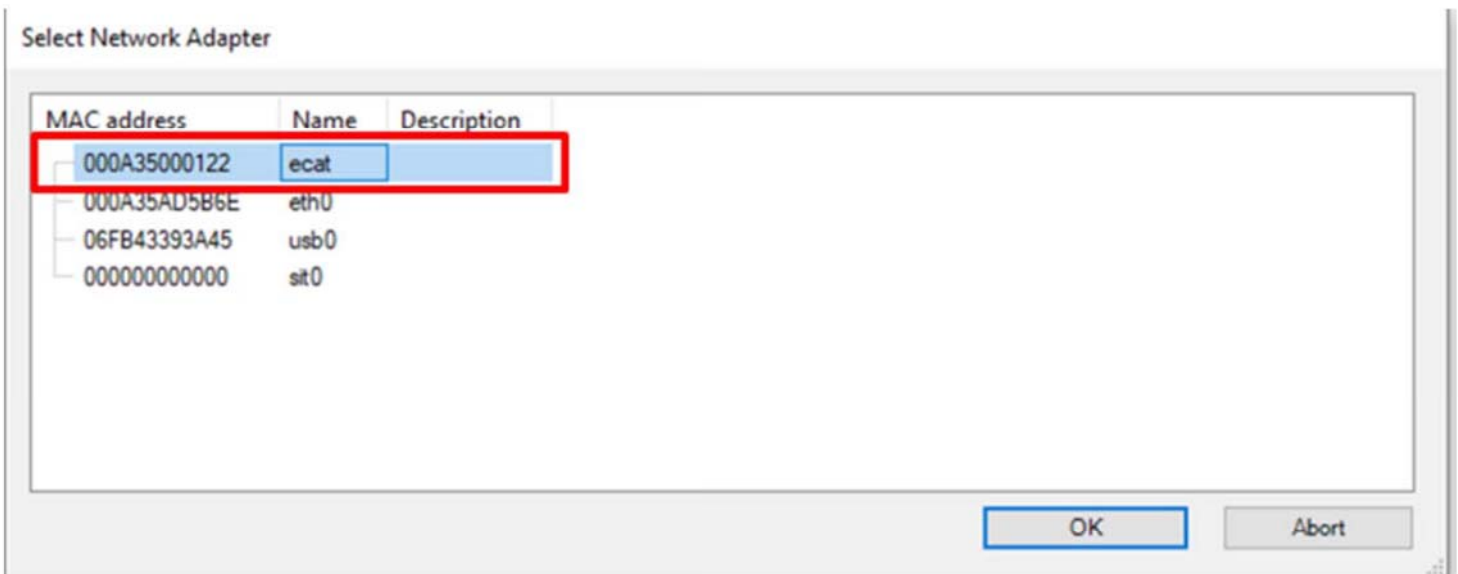 Select Network Adapter
MAC address Name Description
000A35000122 ecat
000A35AD5B6E eth0
06FB43393A45 usb0
000000000000 sit0
OK Abort